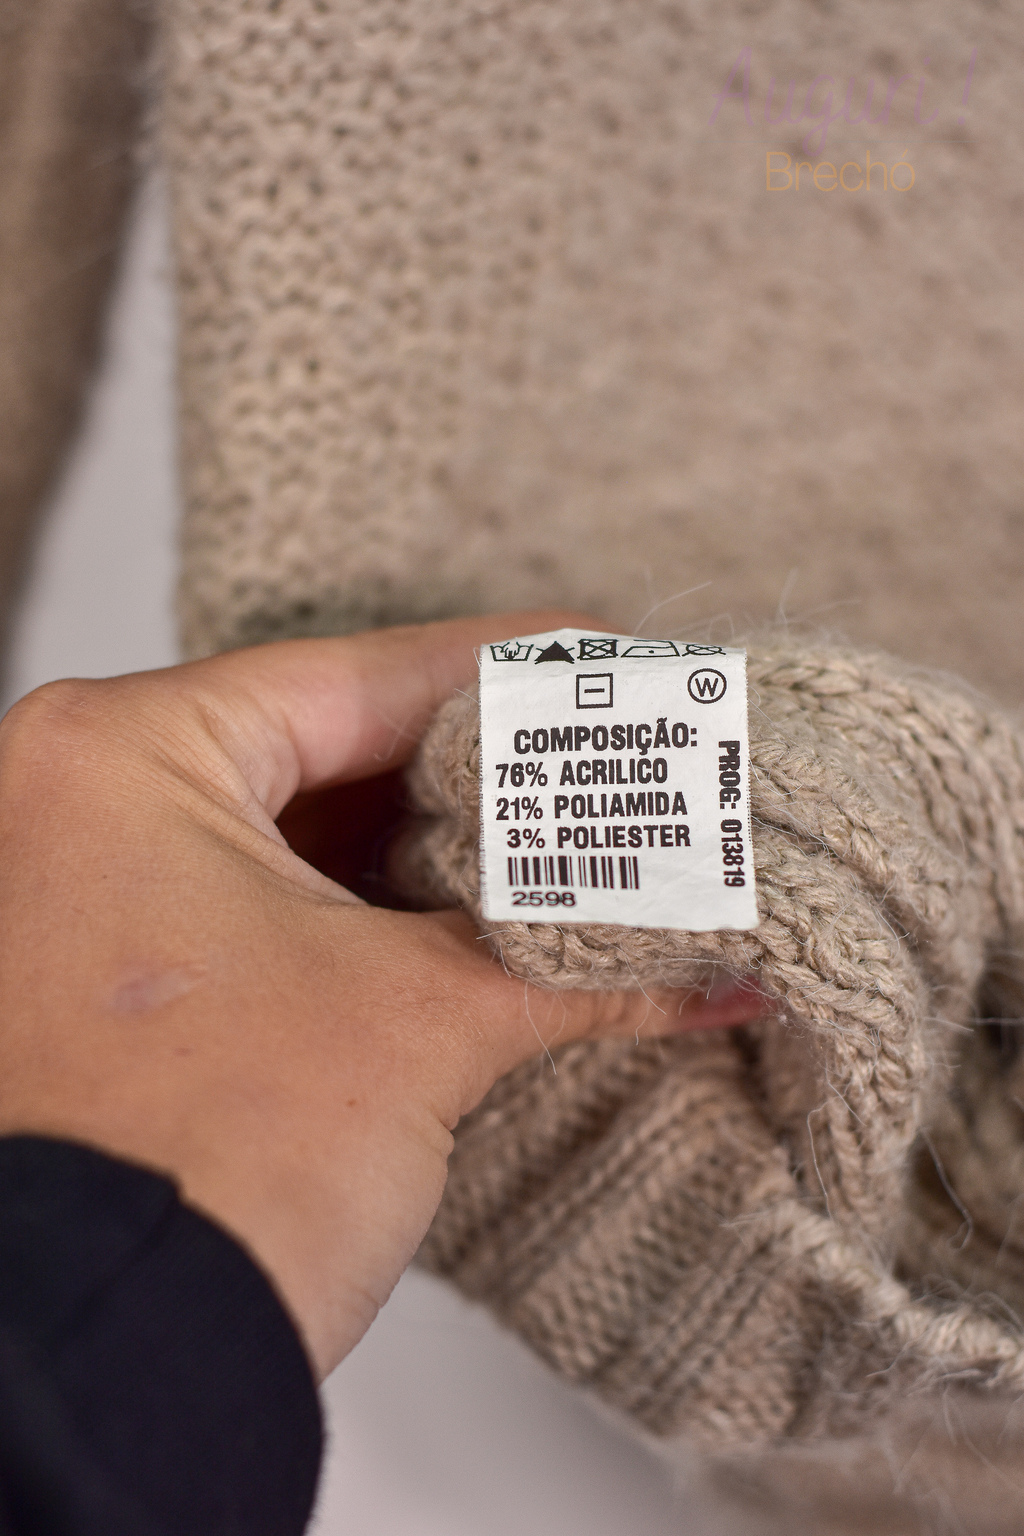 Auguri!
Brechó
W
COMPOSIÇÃO:
76% ACRILICO
21% POLIAMIDA
3% POLIESTER
2598
PROG: 013819